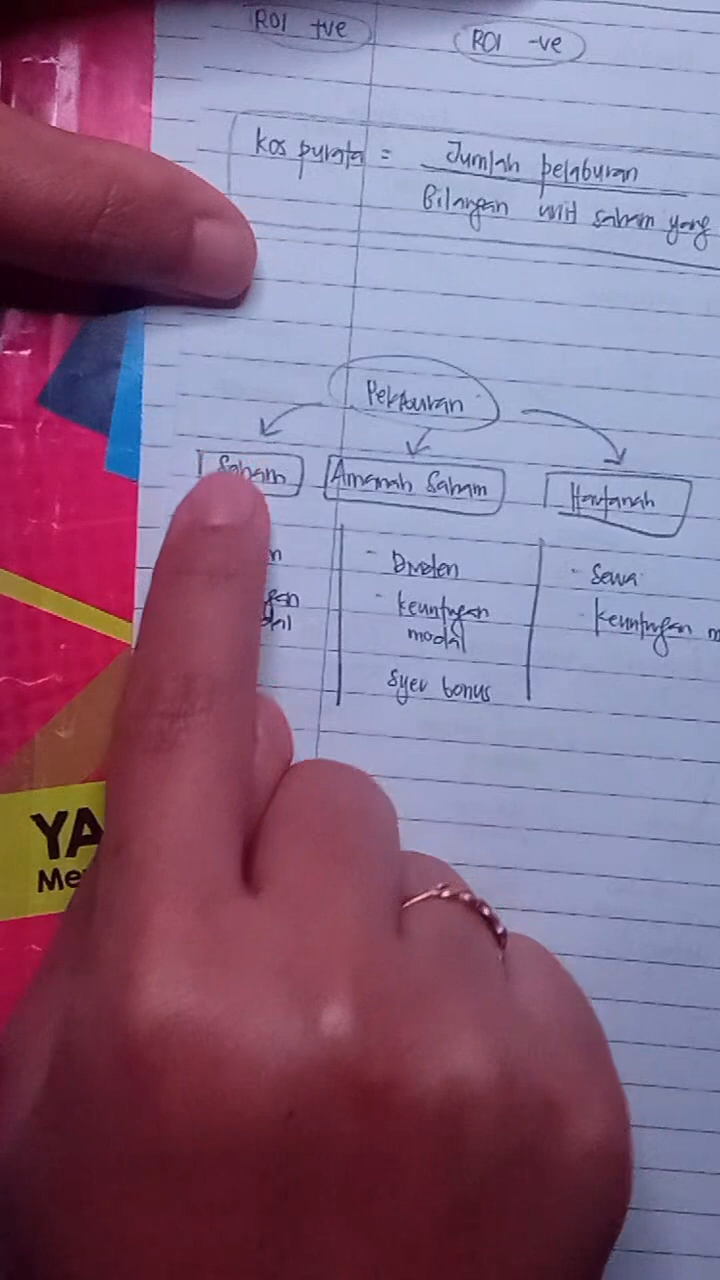 ROI +ve
ROI -ve
Kos purata = Jumlah pelaburan
Bilangan unit saham yang
Pelaburan
Saham
Amanah Saham
Hartanah
- Dividen
- keuntungan
modal
Syer bonus
- Sewa
- keuntungan m
YA
Me